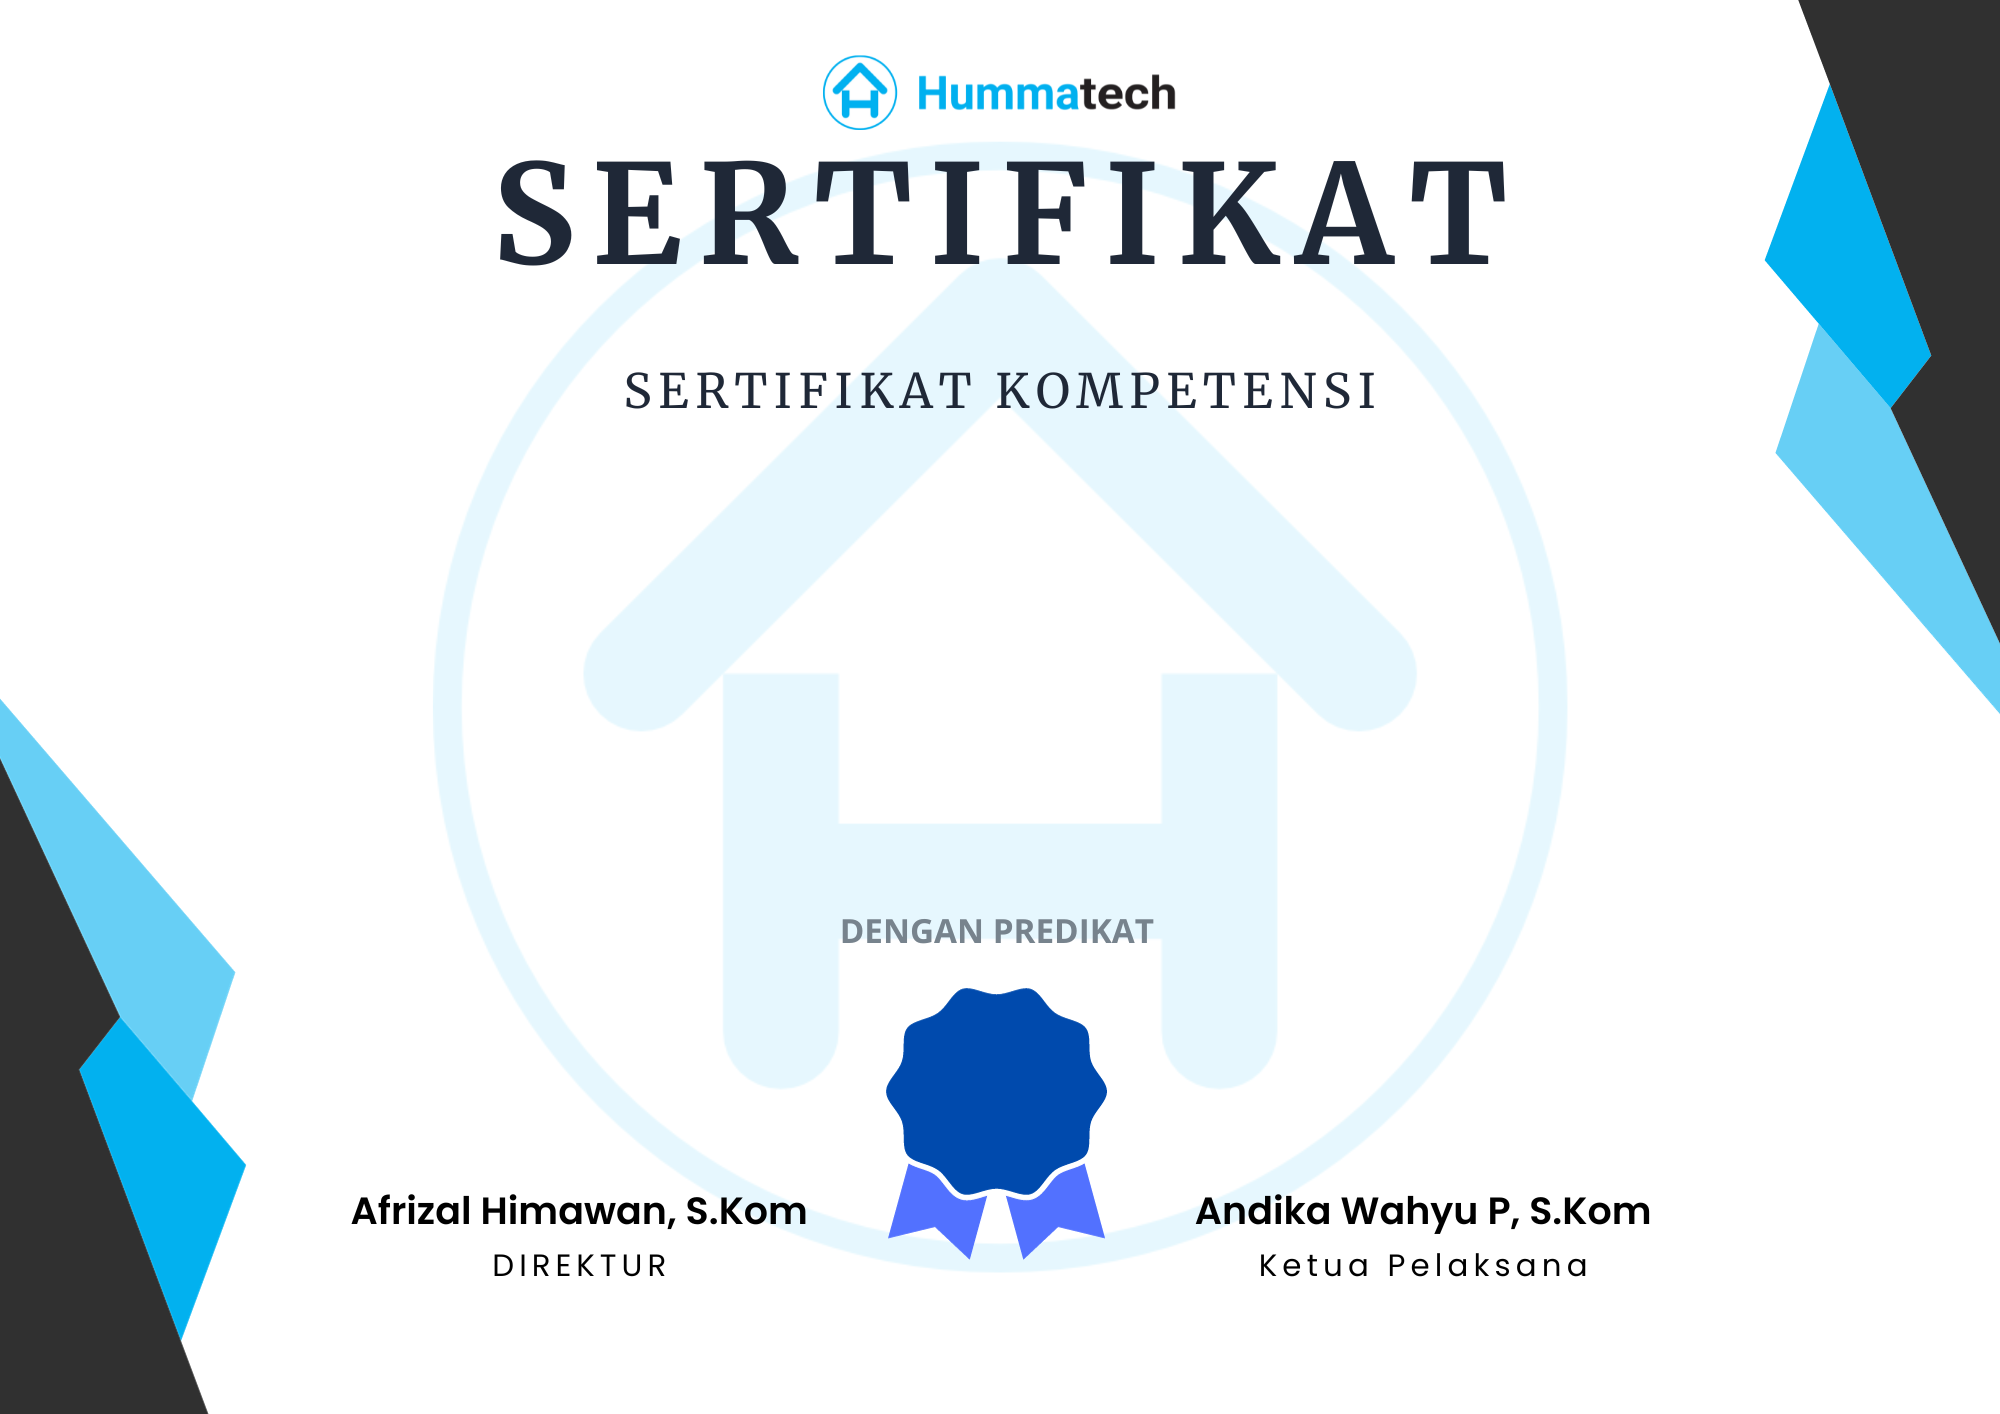 Hummatech
SERTIFIKAT
SERTIFIKAT KOMPETENSI
DENGAN PREDIKAT
Afrizal Himawan, S.Kom
DIREKTUR
Andika Wahyu P, S.Kom
Ketua Pelaksana